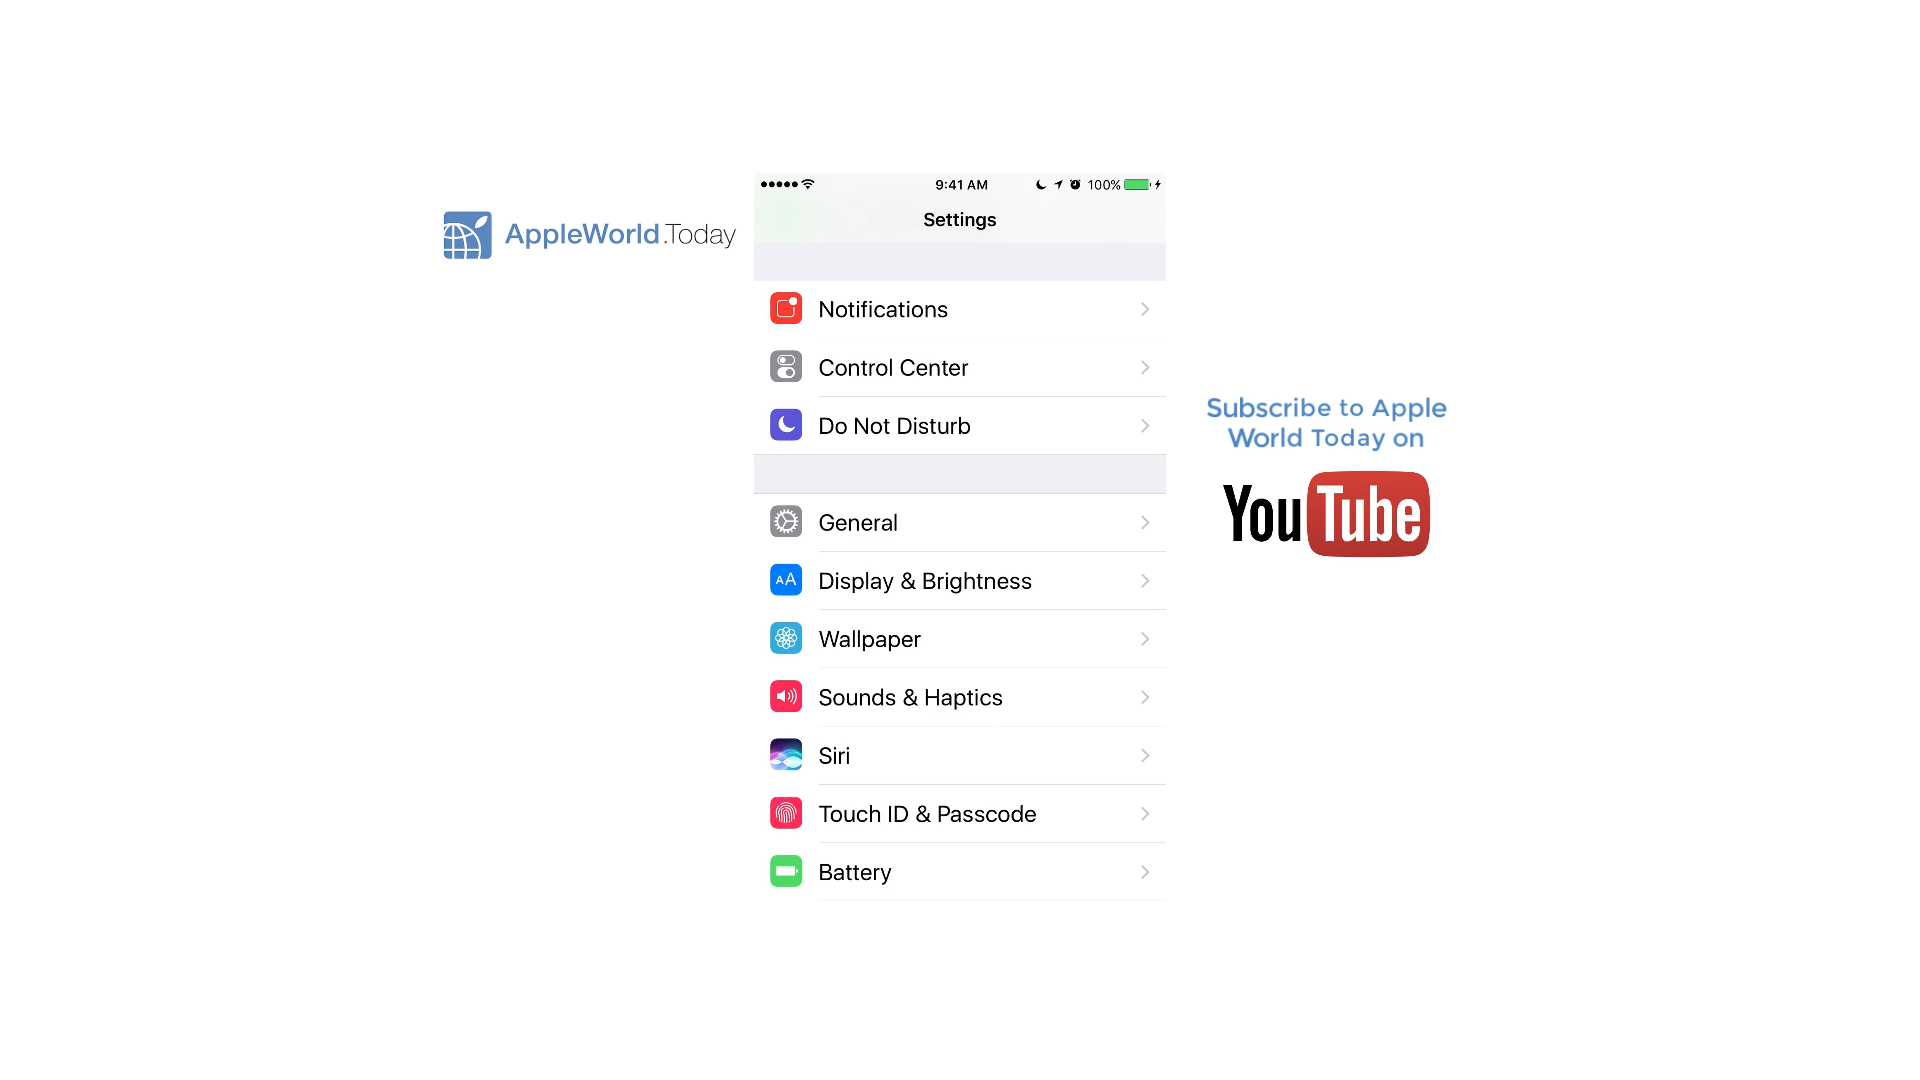 9:41 AM 100%
Settings
AppleWorld.Today
Notifications
Control Center
Do Not Disturb
Subscribe to Apple
World Today on
YouTube
General
AA Display & Brightness
Wallpaper
Sounds & Haptics
Siri
Touch ID & Passcode
Battery